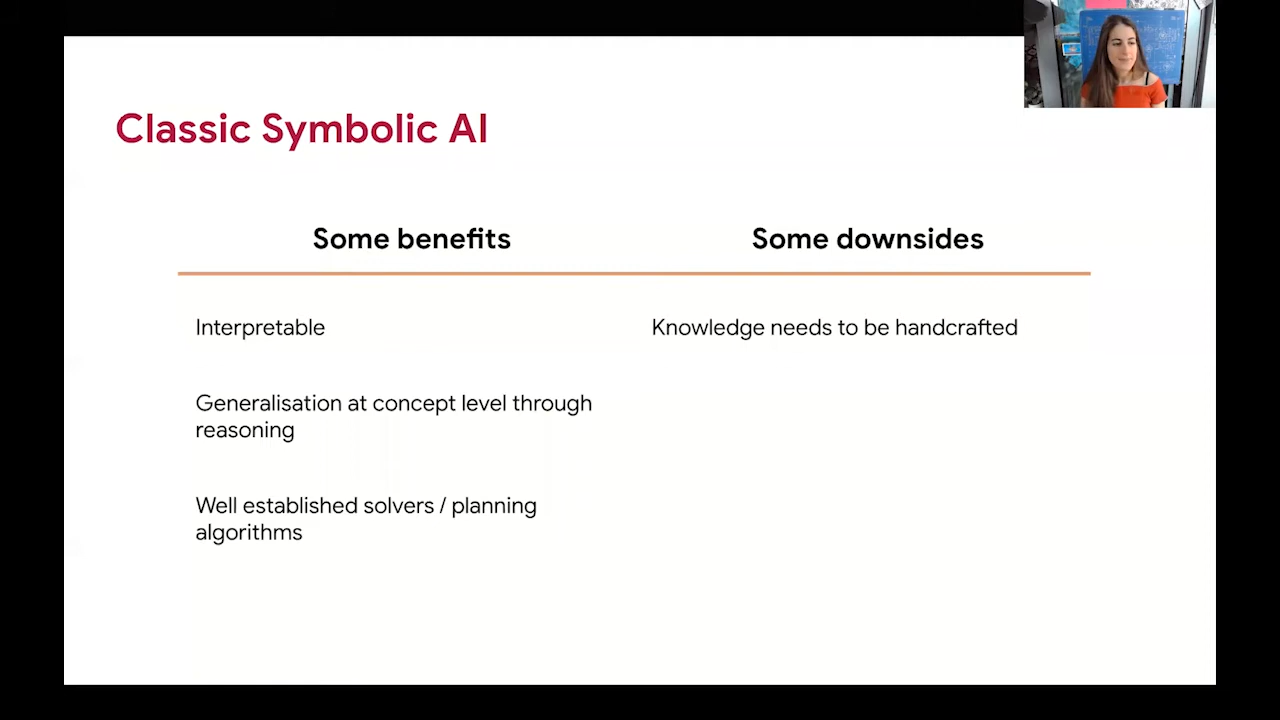 Classic Symbolic AI
Some benefits
Some downsides
Interpretable
Knowledge needs to be handcrafted
Generalisation at concept level through
reasoning
Well established solvers / planning
algorithms